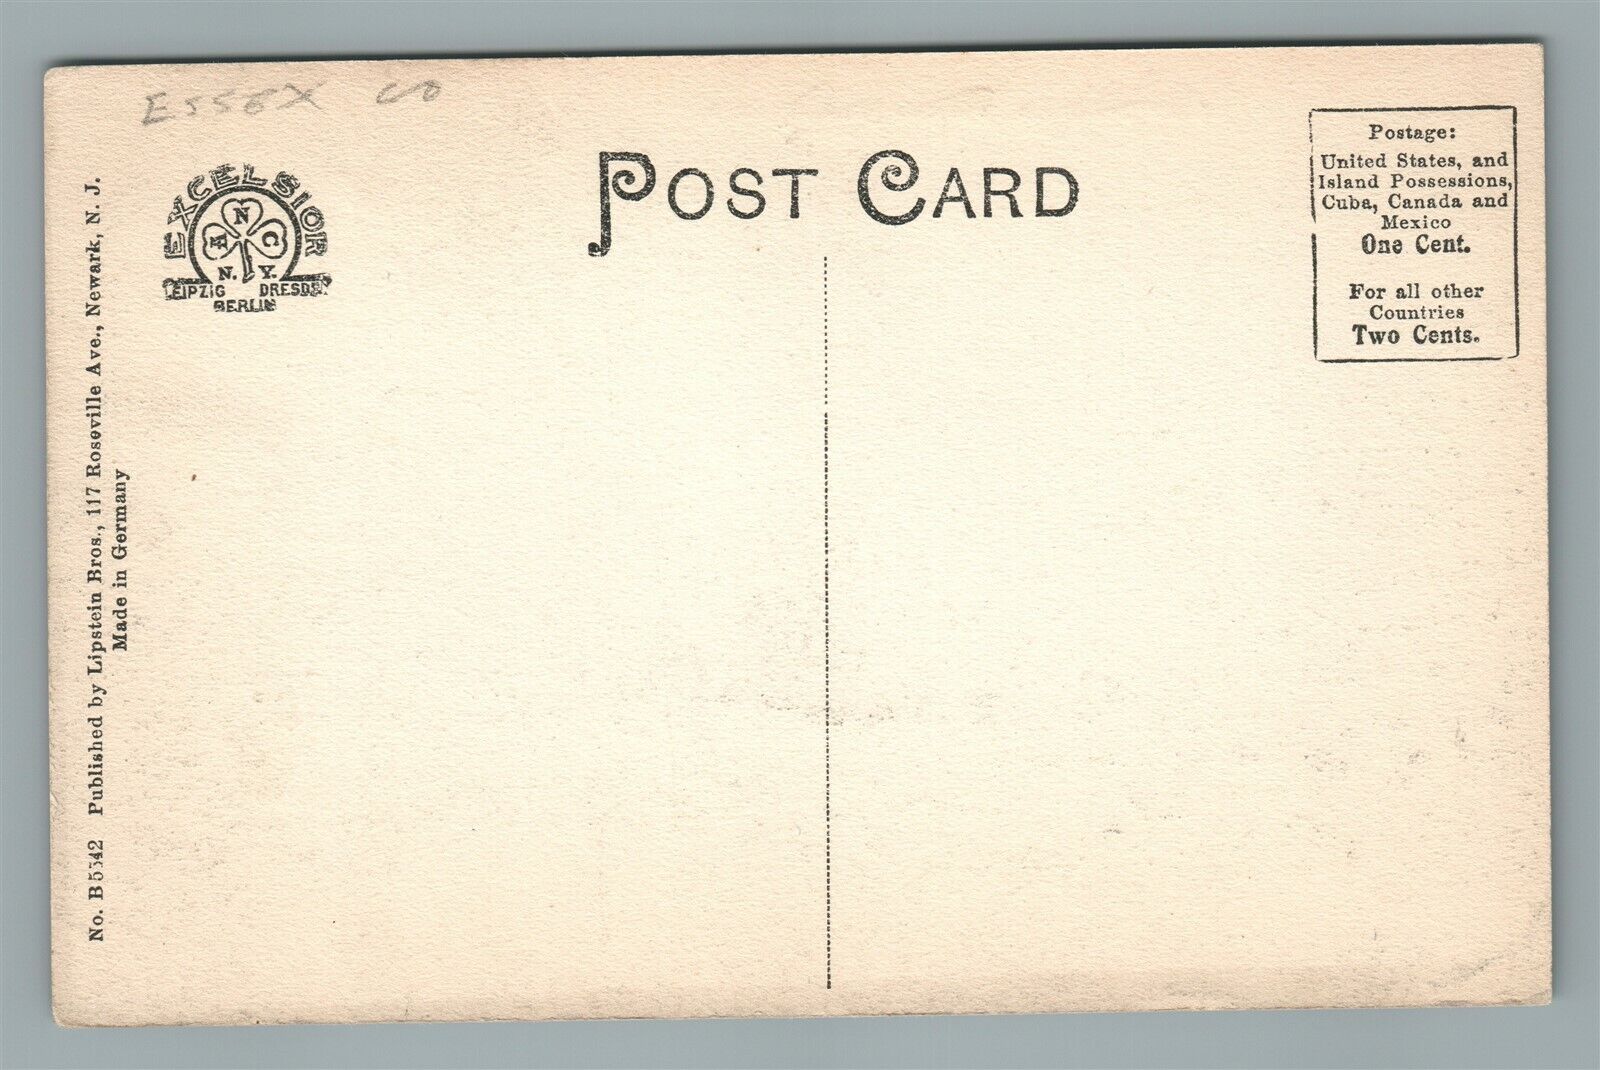 ESSEX CO
EXCELSIOR
A N C
N. Y.
LEIPZIG DRESDEN
BERLIN
POST CARD
Postage:
United States, and
Island Possessions,
Cuba, Canada and
Mexico
One Cent.
For all other
Countries
Two Cents.
No. B5542 Published by Lipstein Bros., 117 Roseville Ave., Newark, N. J.
Made in Germany